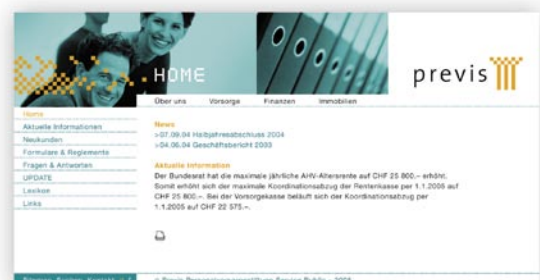 HOME
previs
Über uns Vorsorge Finanzen Immobilien
Home
Aktuelle Informationen
Neukunden
Formulare & Reglemente
Fragen & Antworten
UPDATE
Lexikon
Links
News
>07.09.04 Halbjahresabschluss 2004
>04.06.04 Geschäftsbericht 2003
Aktuelle Information
Der Bundesrat hat die maximale jährliche AHV-Altersrente auf CHF 25 800.– erhöht.
Somit erhöht sich der maximale Koordinationsabzug der Rentenkasse per 1.1.2005 auf
CHF 25 800.–. Bei der Vorsorgekasse beläuft sich der Koordinationsabzug per
1.1.2005 auf CHF 22 575.–.